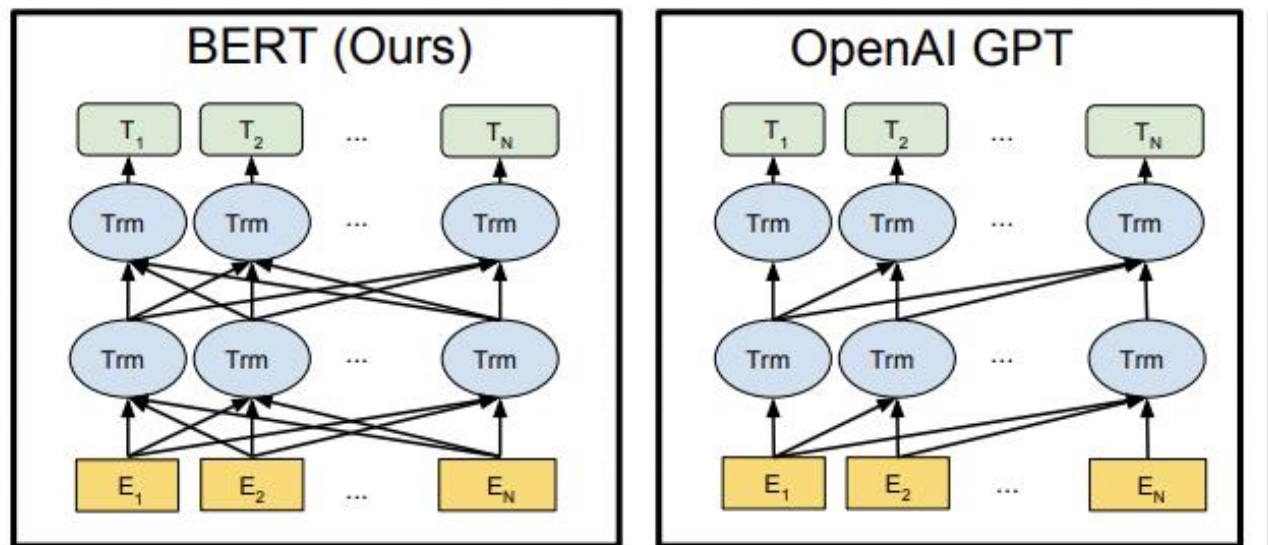 BERT (Ours)
T1 T2 ... TN
Trm Trm ... Trm
Trm Trm ... Trm
E1 E2 ... EN
OpenAI GPT
T1 T2 ... TN
Trm Trm ... Trm
Trm Trm ... Trm
E1 E2 ... EN